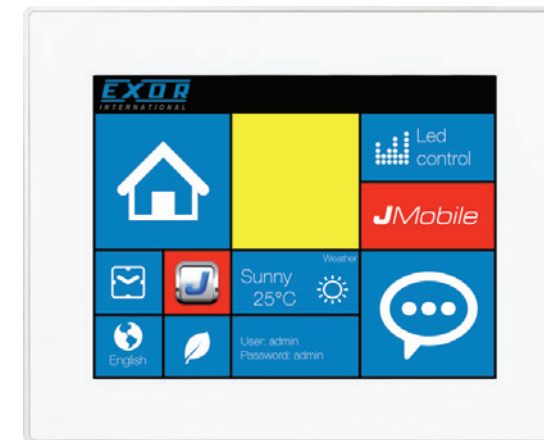 EXOR
INTERNATIONAL
Led
control
JMobile
J
Weather
Sunny
25°C
English
User: admin
Password: admin